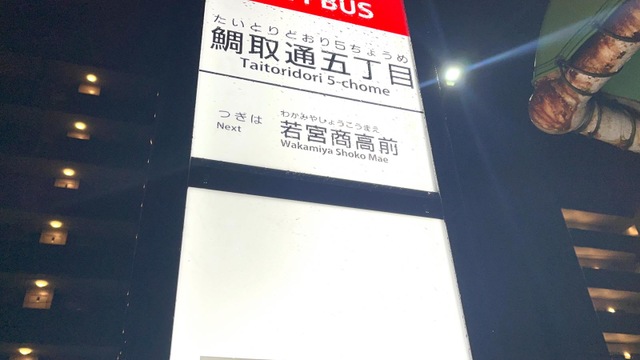 BUS
たいとりどおり5ちょうめ
鯛取通五丁目
Taitoridori 5-chome
つぎは
Next
わかみやしょうこうまえ
若宮商高前
Wakamiya Shoko Mae